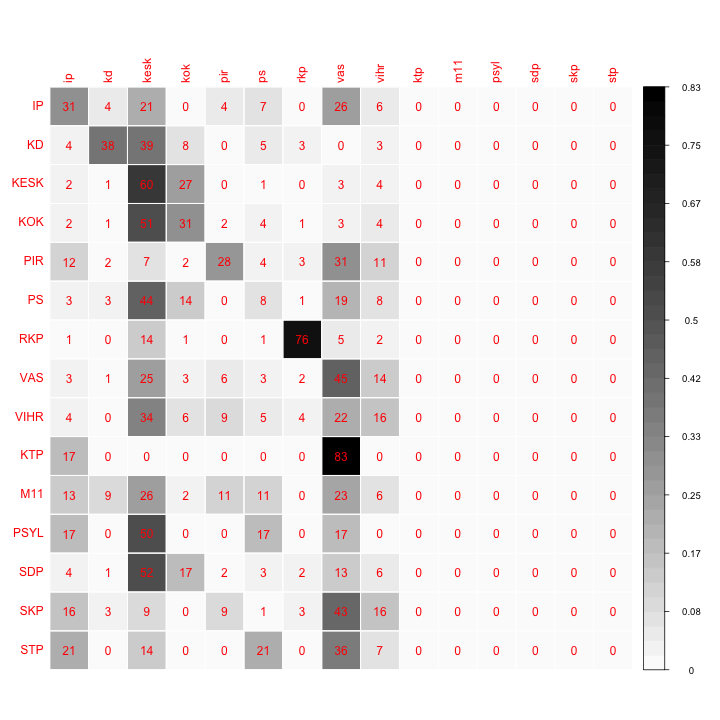 ip kd kesk kok pir ps rkp vas vihr ktp m11 psyl sdp skp stp
IP 31 4 21 0 4 7 0 26 6 0 0 0 0 0 0
KD 4 38 39 8 0 5 3 0 3 0 0 0 0 0 0
KESK 2 1 60 27 0 1 0 3 4 0 0 0 0 0 0
KOK 2 1 51 31 2 4 1 3 4 0 0 0 0 0 0
PIR 12 2 7 2 28 4 3 31 11 0 0 0 0 0 0
PS 3 3 44 14 0 8 1 19 8 0 0 0 0 0 0
RKP 1 0 14 1 0 1 76 5 2 0 0 0 0 0 0
VAS 3 1 25 3 6 3 2 45 14 0 0 0 0 0 0
VIHR 4 0 34 6 9 5 4 22 16 0 0 0 0 0 0
KTP 17 0 0 0 0 0 0 83 0 0 0 0 0 0 0
M11 13 9 26 2 11 11 0 23 6 0 0 0 0 0 0
PSYL 17 0 50 0 0 17 0 17 0 0 0 0 0 0 0
SDP 4 1 52 17 2 3 2 13 6 0 0 0 0 0 0
SKP 16 3 9 0 9 1 3 43 16 0 0 0 0 0 0
STP 21 0 14 0 0 21 0 36 7 0 0 0 0 0 0
0.83
0.75
0.67
0.58
0.5
0.42
0.33
0.25
0.17
0.08
0